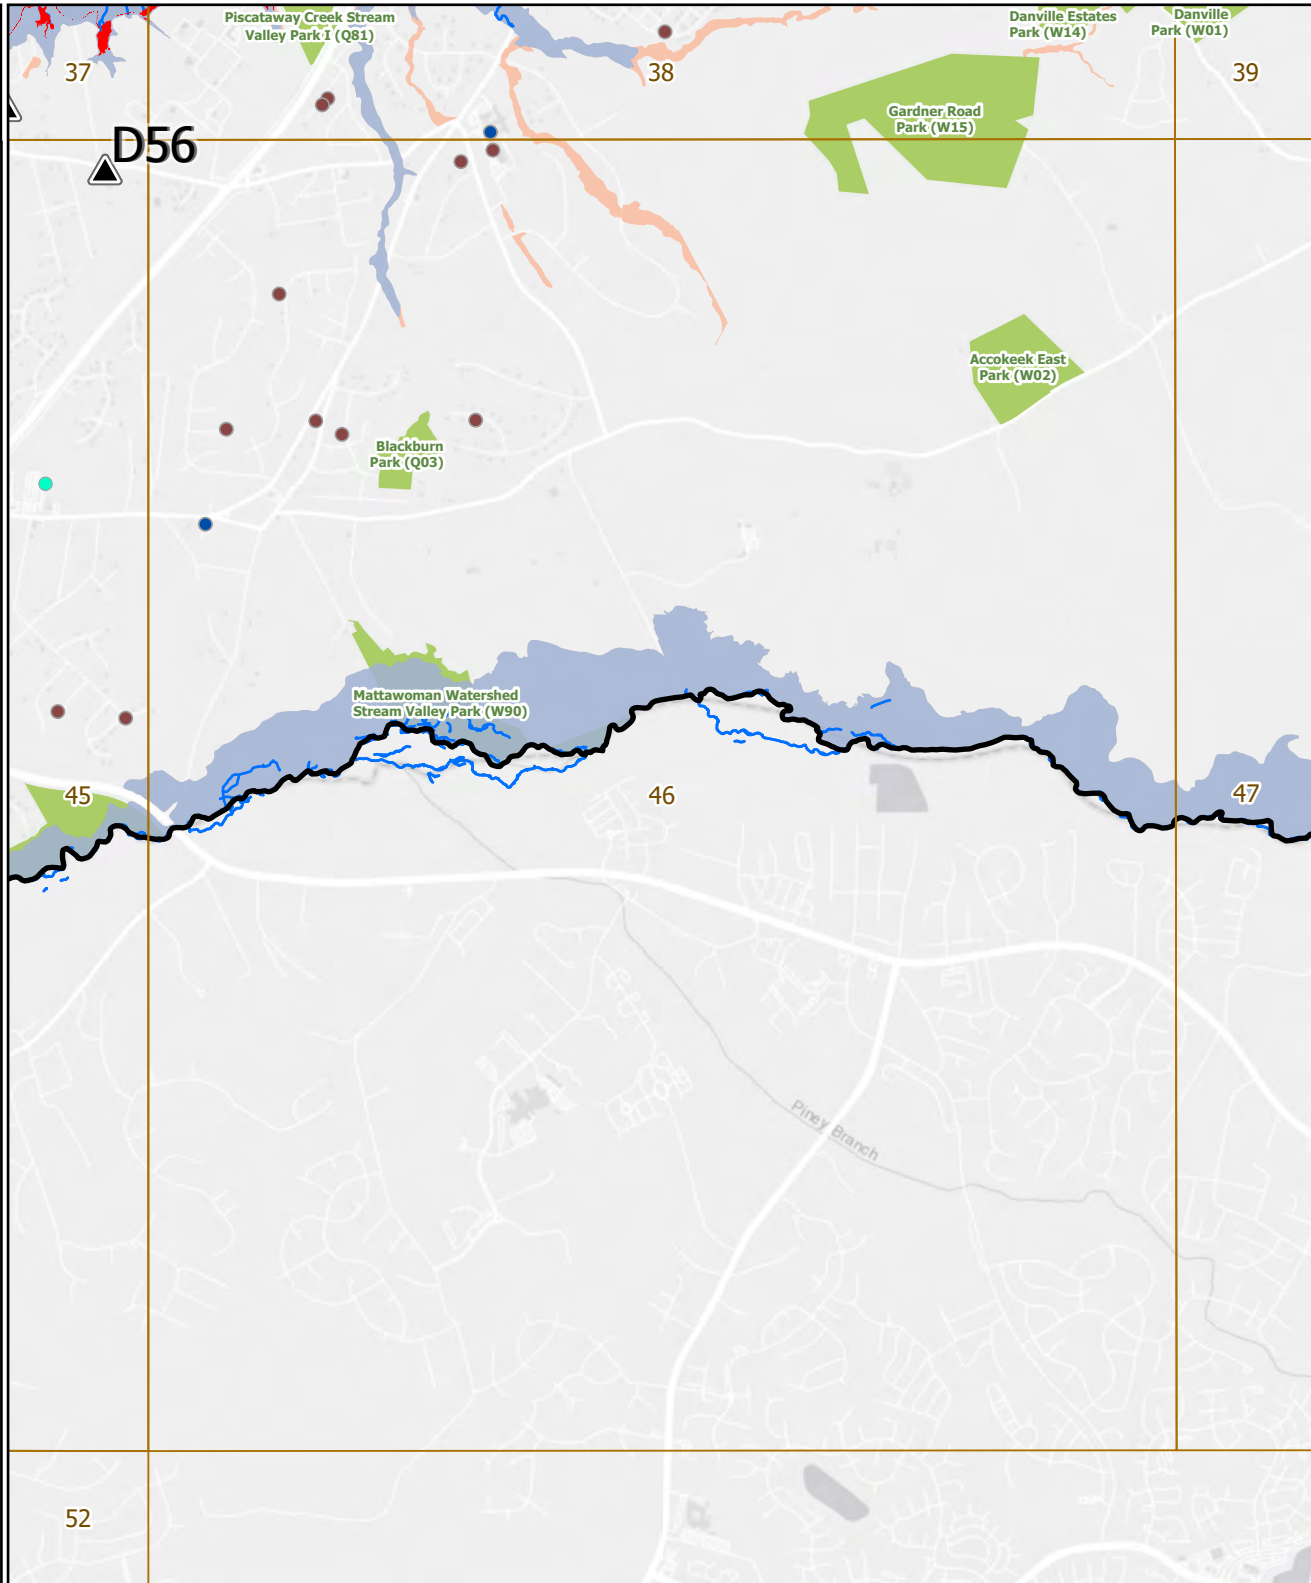 Piscataway Creek Stream
Valley Park I (Q81)
Danville Estates
Park (W14)
Danville
Park (W01)
37
38
39
Gardner Road
Park (W15)
D56
Accokeek East
Park (W02)
Blackburn
Park (Q03)
Mattawoman Watershed
Stream Valley Park (W90)
45
46
47
Piney Branch
52